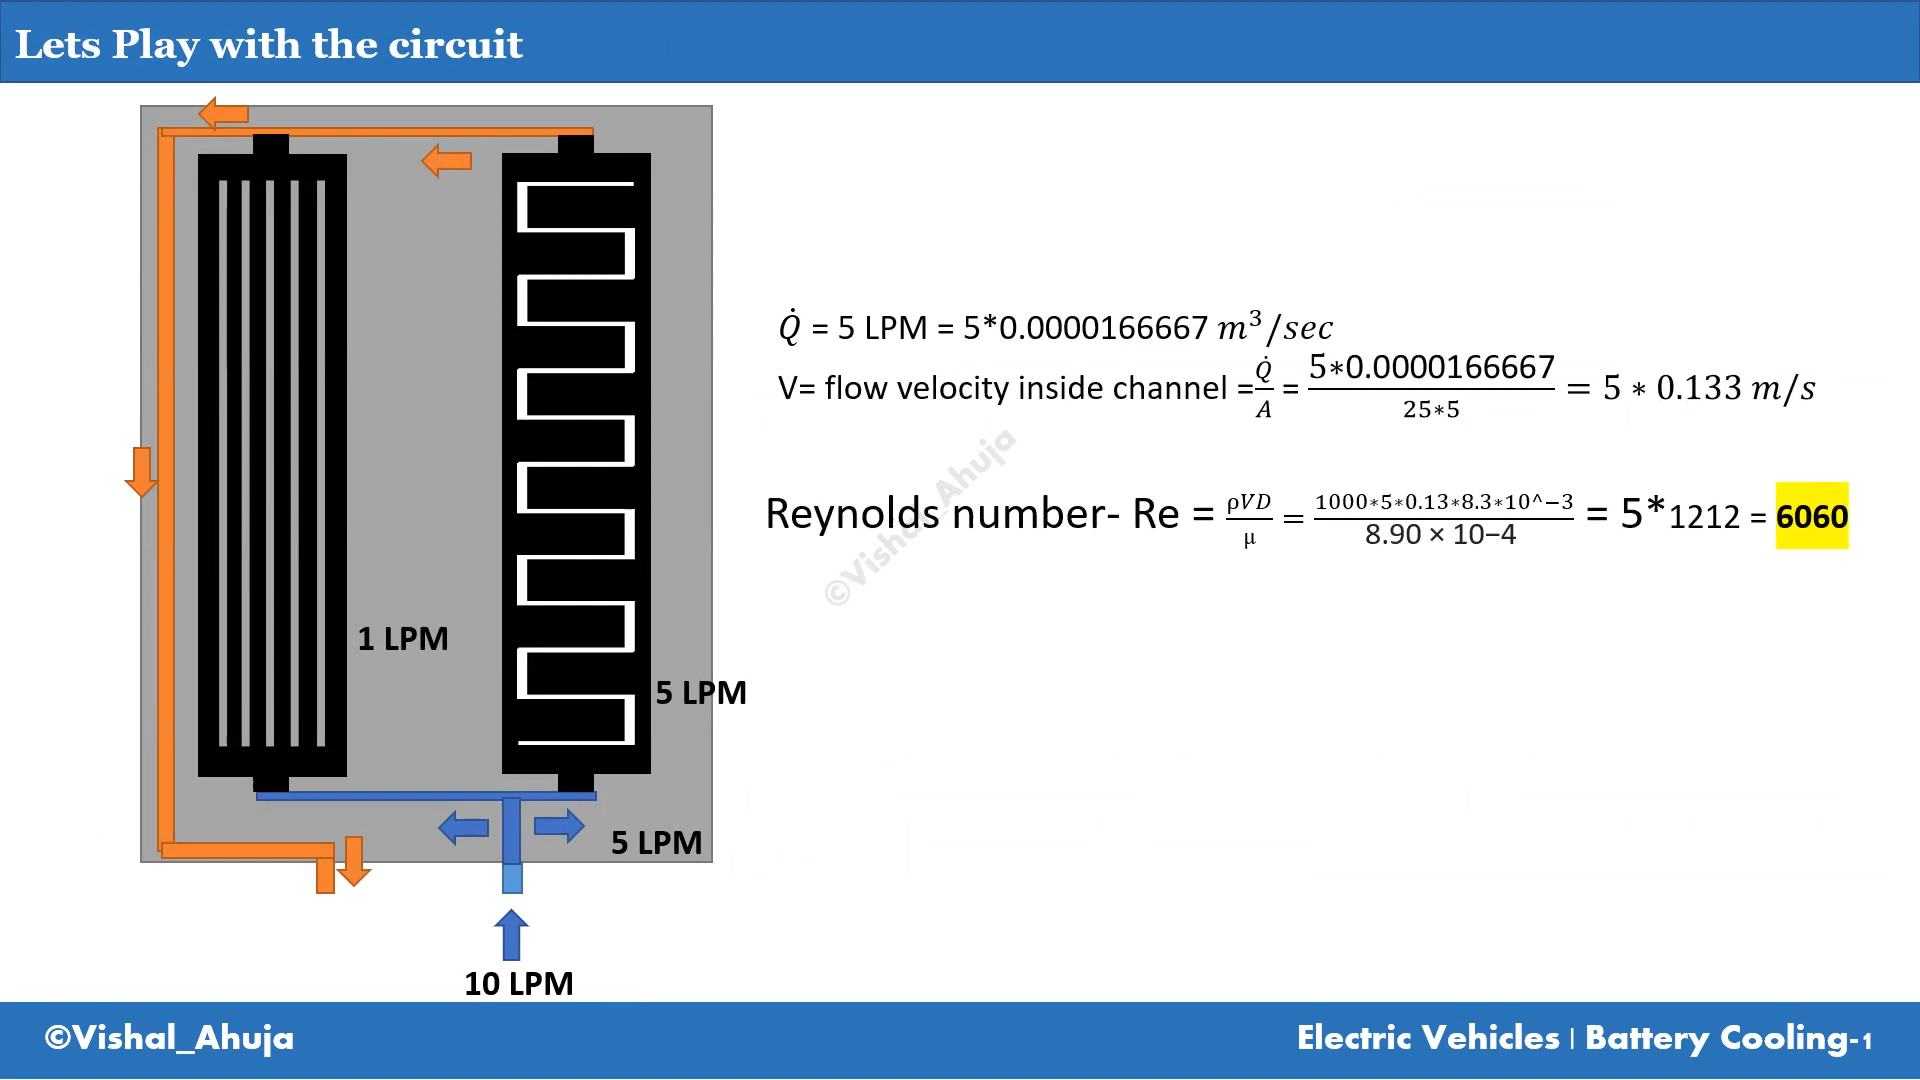 Lets Play with the circuit
1 LPM
5 LPM
5 LPM
10 LPM
Q̇ = 5 LPM = 5*0.0000166667 m³/sec
V= flow velocity inside channel = Q̇/A = 5*0.0000166667/25*5 = 5 * 0.133 m/s
Reynolds number- Re = ρVD/μ = 1000*5*0.13*8.3*10^−3/8.90 × 10−4 = 5*1212 = 6060
©Vishal_Ahuja
©Vishal_Ahuja
Electric Vehicles | Battery Cooling-1